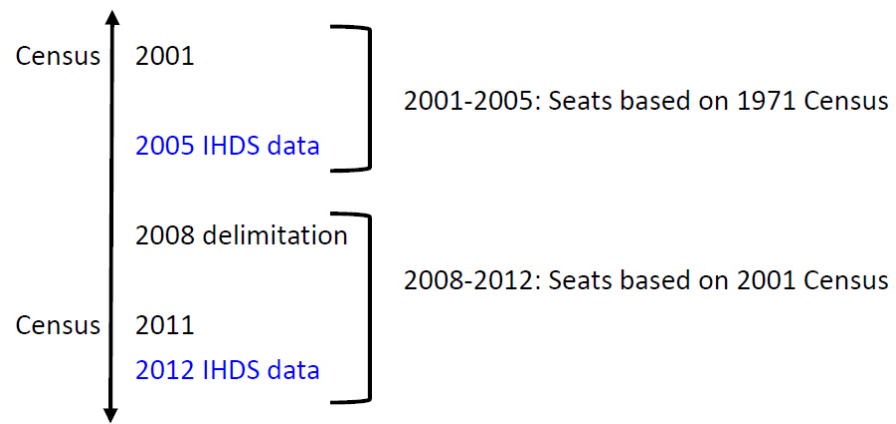 Census 2001
2001-2005: Seats based on 1971 Census
2005 IHDS data
2008 delimitation
2008-2012: Seats based on 2001 Census
Census 2011
2012 IHDS data